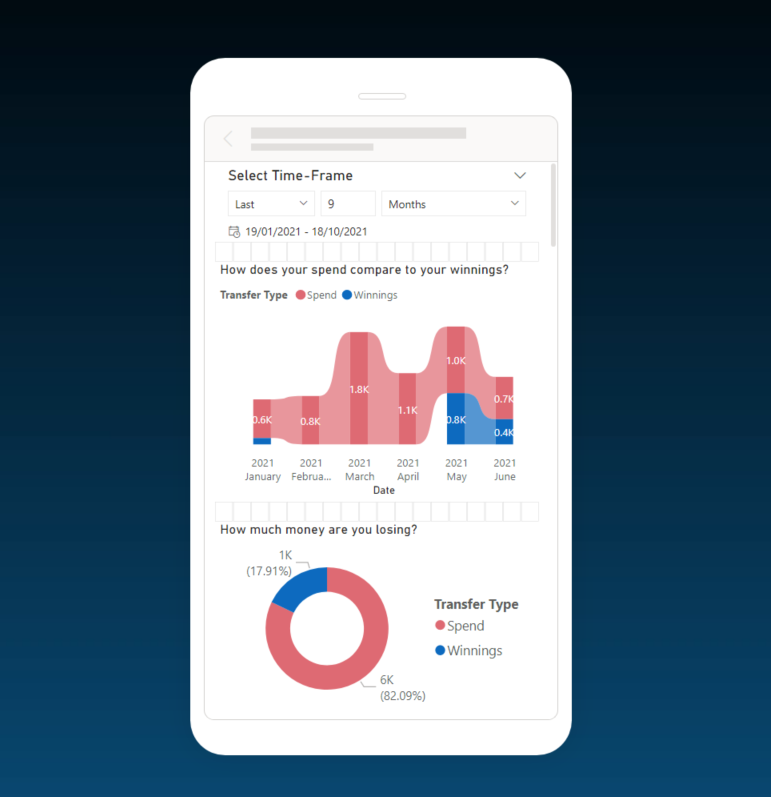 Select Time-Frame
Last 9 Months
19/01/2021 - 18/10/2021
How does your spend compare to your winnings?
Transfer Type Spend Winnings
1.0K
1.8K
0.7K
1.1K
0.6K 0.8K 0.8K
0.4K
2021 2021 2021 2021 2021 2021
January Februa... March April May June
Date
How much money are you losing?
1K
(17.91%)
Transfer Type
Spend
Winnings
6K
(82.09%)